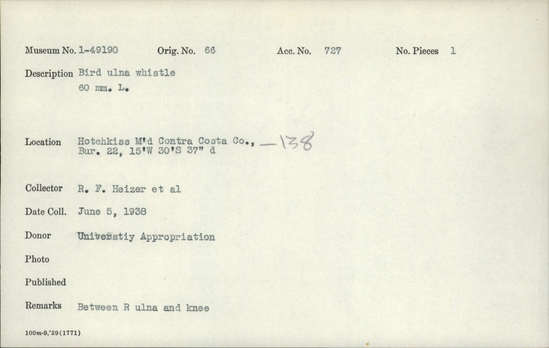 Museum No. 1-49190 Orig. No. 66 Acc. No. 727 No. Pieces 1
Description Bird ulna whistle
60 mm. L.
Location Hotchkiss M'd Contra Costa Co., —138
Bur. 22, 15'W 30'S 37" d
Collector R. F. Heizer et al
Date Coll. June 5, 1938
Donor Universtiy Appropriation
Photo
Published
Remarks Between R ulna and knee
100m-9,'29(1771)